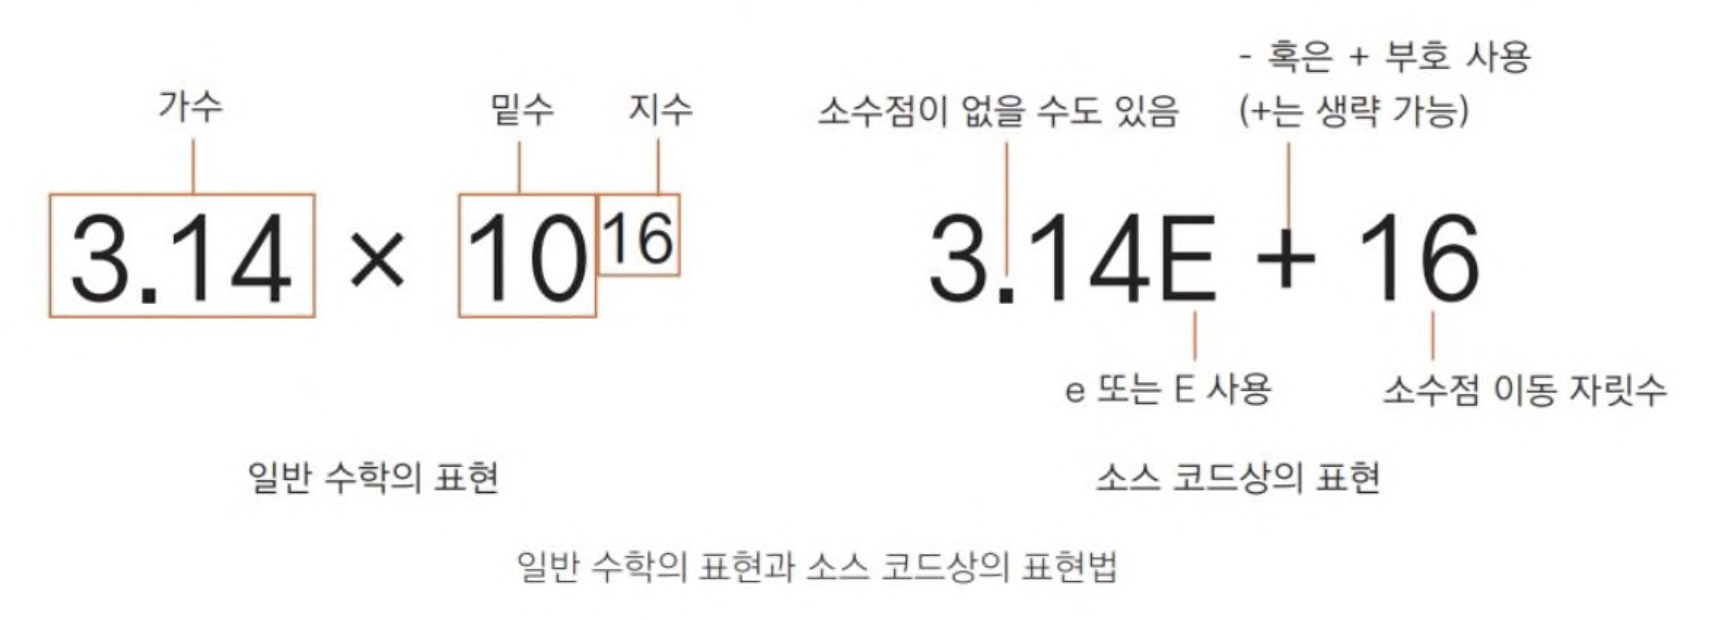 가수
밑수 지수
3.14 × 10 16
일반 수학의 표현
- 혹은 + 부호 사용
소수점이 없을 수도 있음 (+는 생략 가능)
3.14E + 16
e 또는 E 사용 소수점 이동 자릿수
소스 코드상의 표현
일반 수학의 표현과 소스 코드상의 표현법